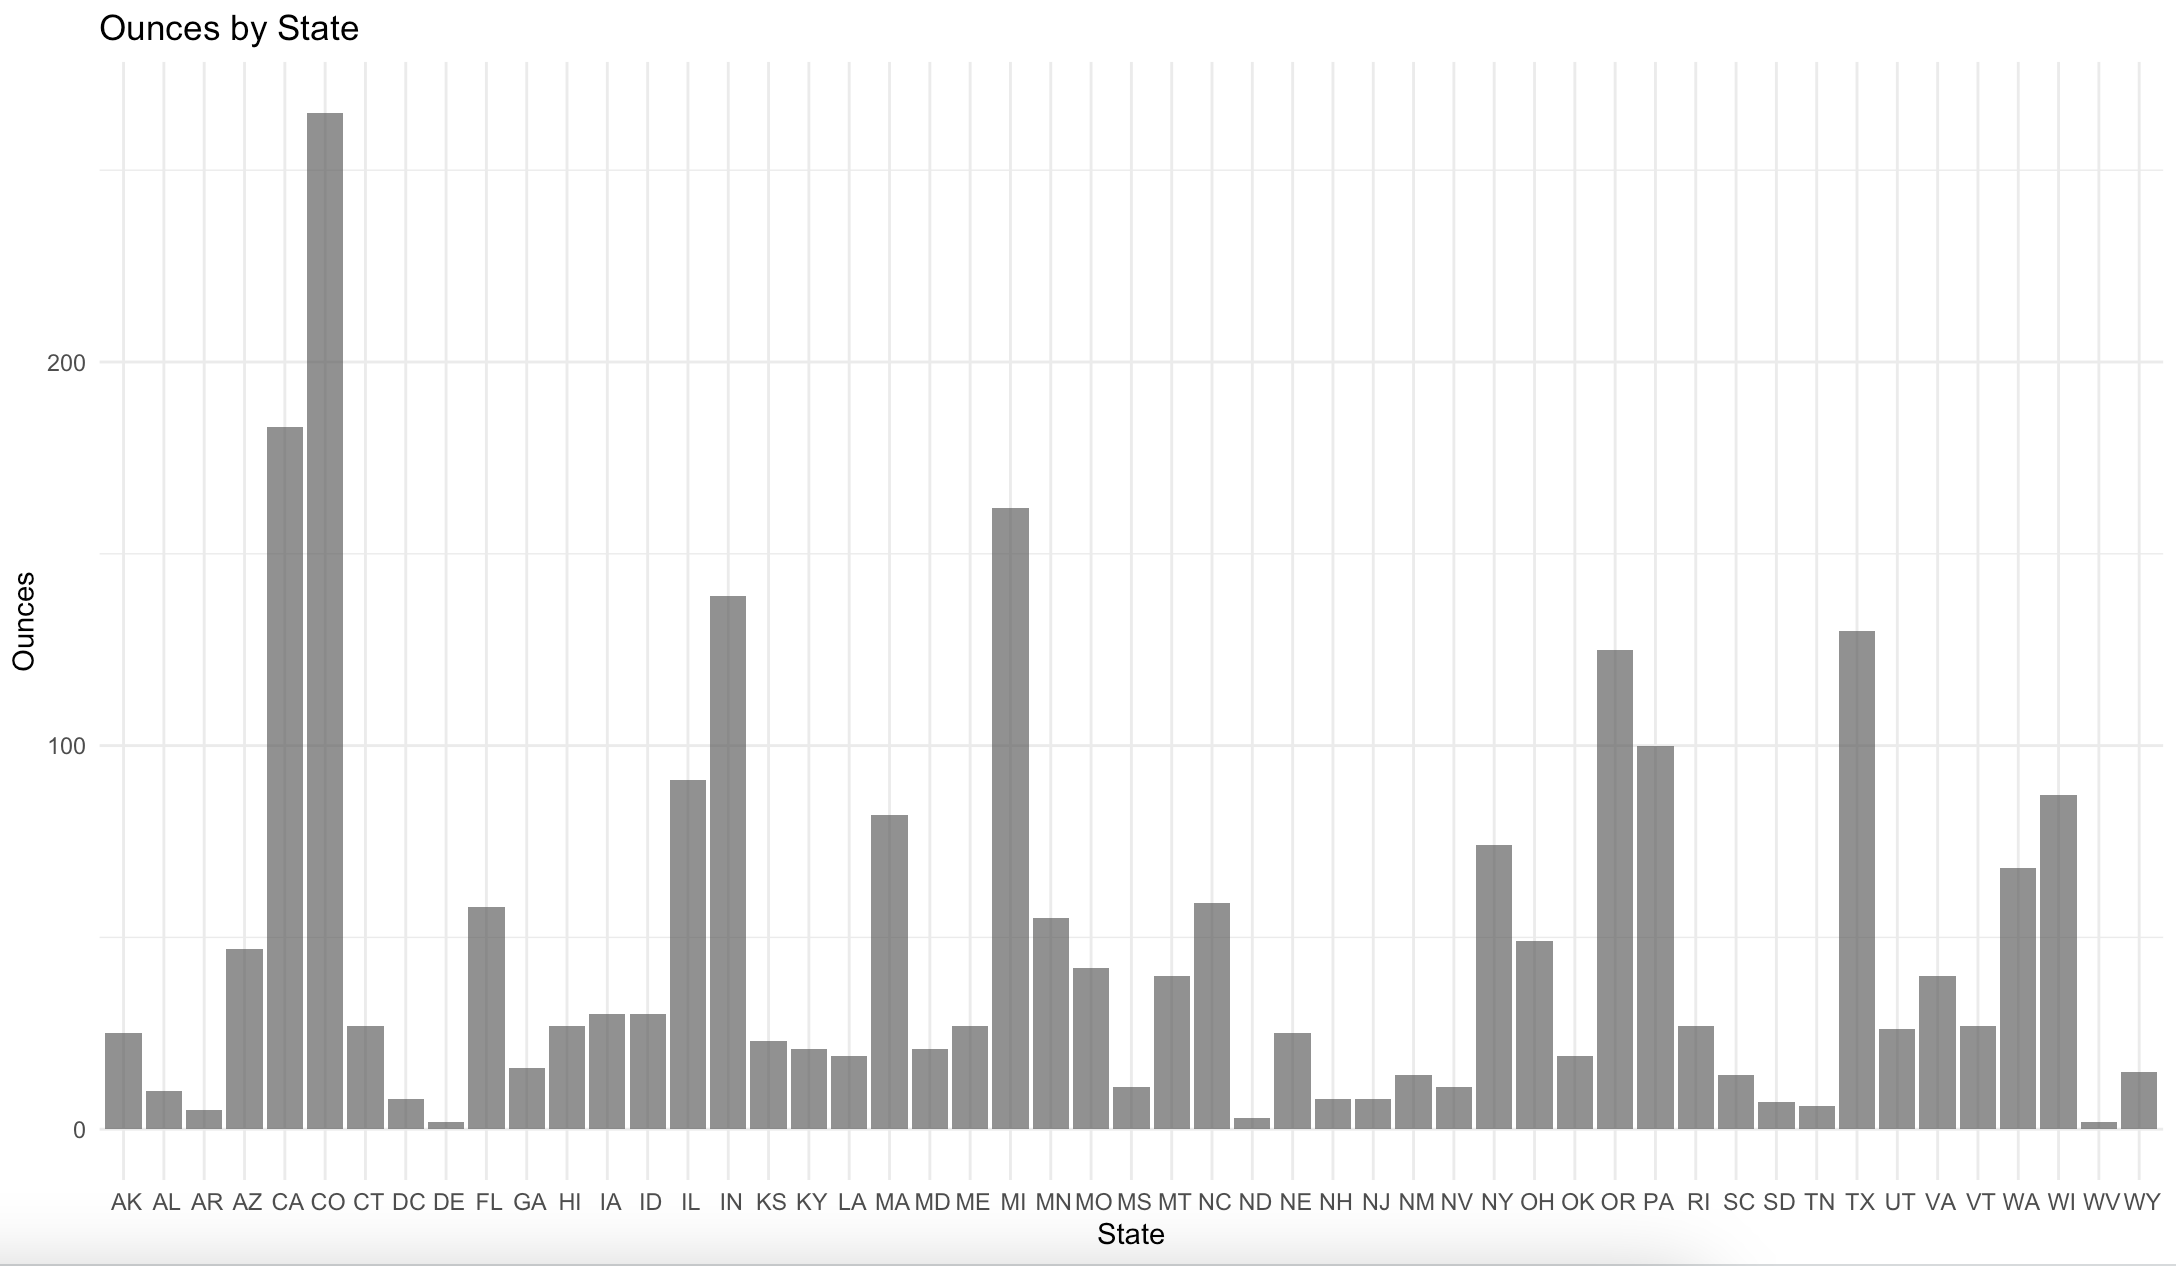 Ounces by State
Ounces
200
100
0
AK AL AR AZ CA CO CT DC DE FL GA HI IA ID IL IN KS KY LA MA MD ME MI MN MO MS MT NC ND NE NH NJ NM NV NY OH OK OR PA RI SC SD TN TX UT VA VT WA WI WV WY
State